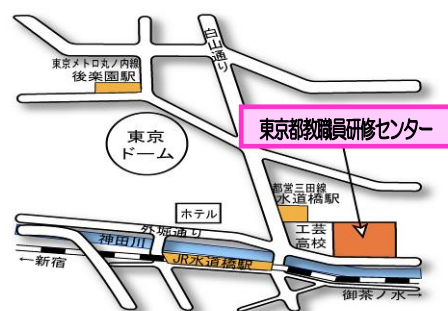 白山通り
東京メトロ丸ノ内線
後楽園駅
東京都教職員研修センター
東京
ドーム
都営三田線
水道橋駅
ホテル
工芸
高校
外堀通り
神田川
JR水道橋駅
←新宿
御茶ノ水→